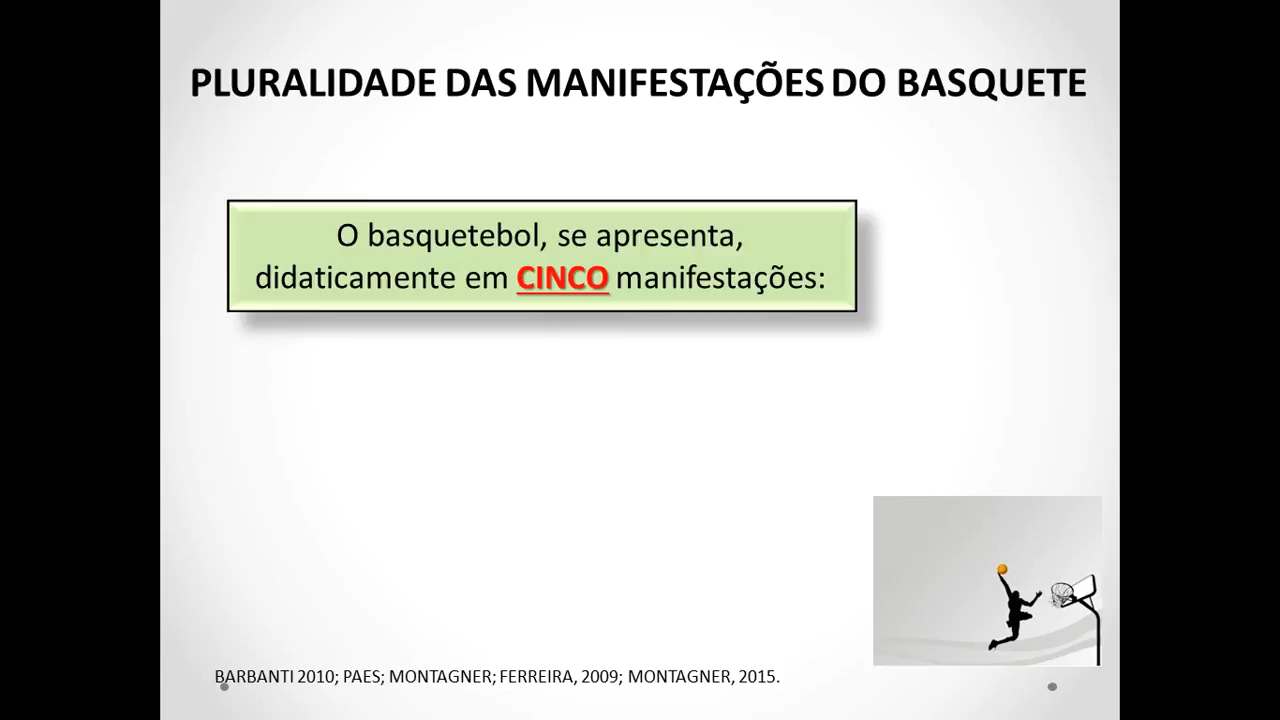 PLURALIDADE DAS MANIFESTAÇÕES DO BASQUETE
O basquetebol, se apresenta,
didaticamente em CINCO manifestações:
BARBANTI 2010; PAES; MONTAGNER; FERREIRA, 2009; MONTAGNER, 2015.